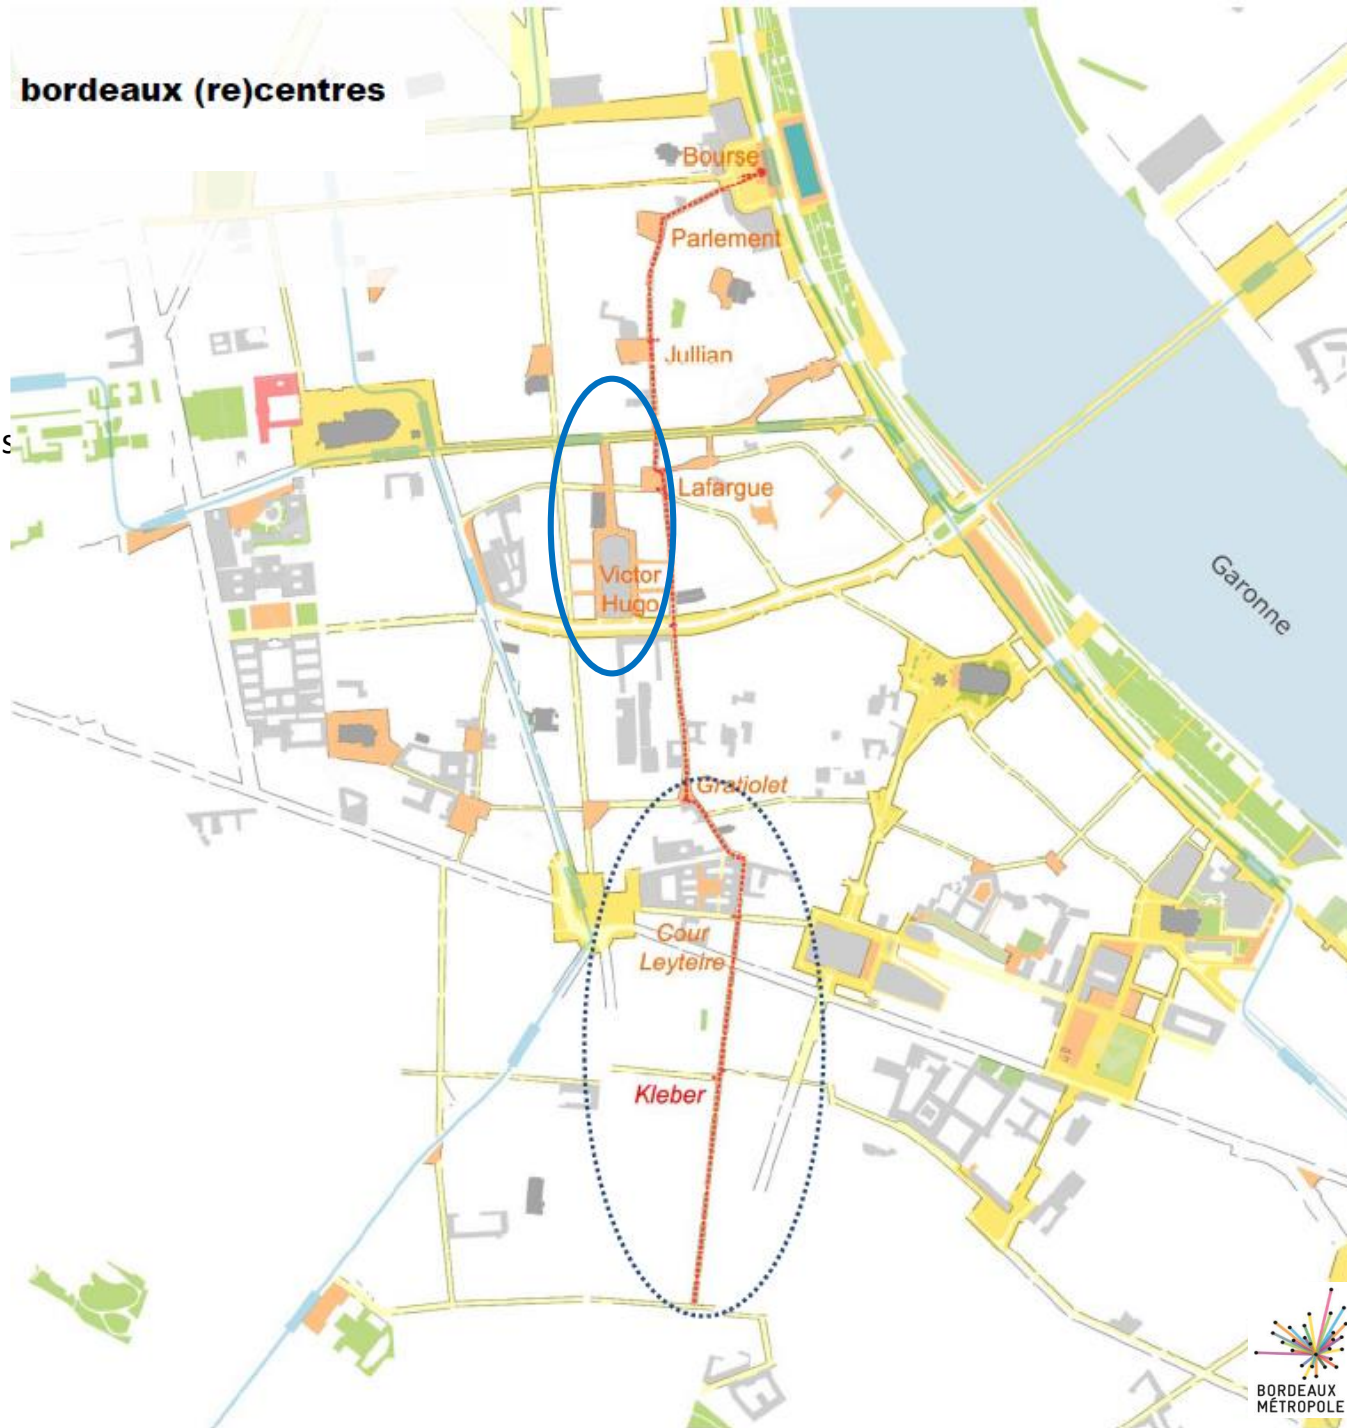 bordeaux (re)centres
Bourse
Parlement
Jullian
s
Lafargue
Victor
Hugo
Garonne
Gratiolet
Cour
Leyteire
Kleber
BORDEAUX
MÉTROPOLE